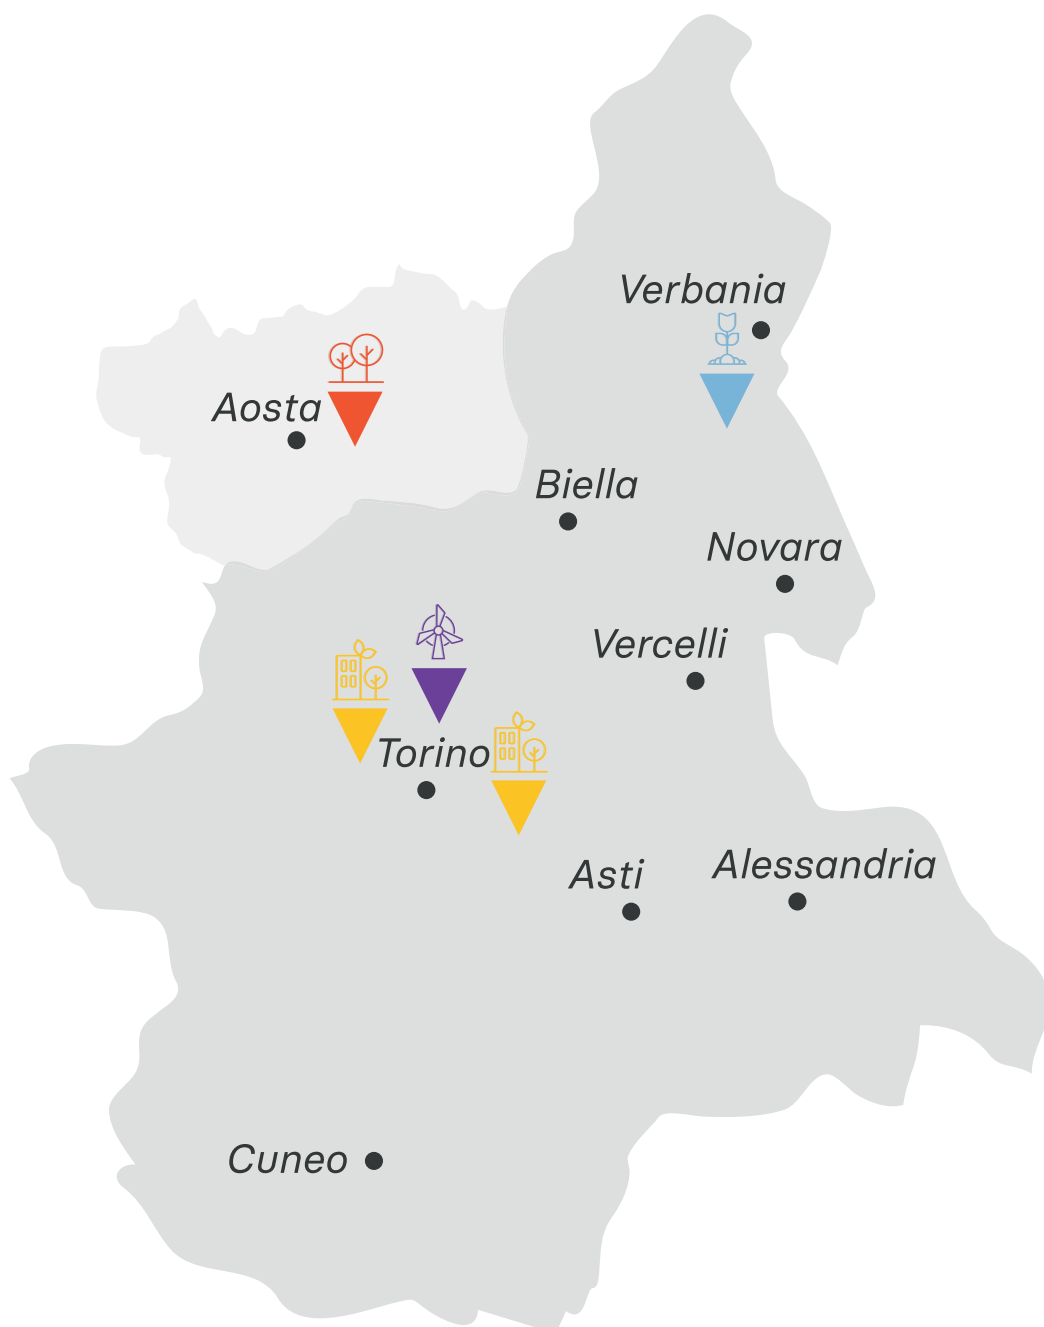 Verbania
Aosta
Biella
Novara
Vercelli
Torino
Asti
Alessandria
Cuneo